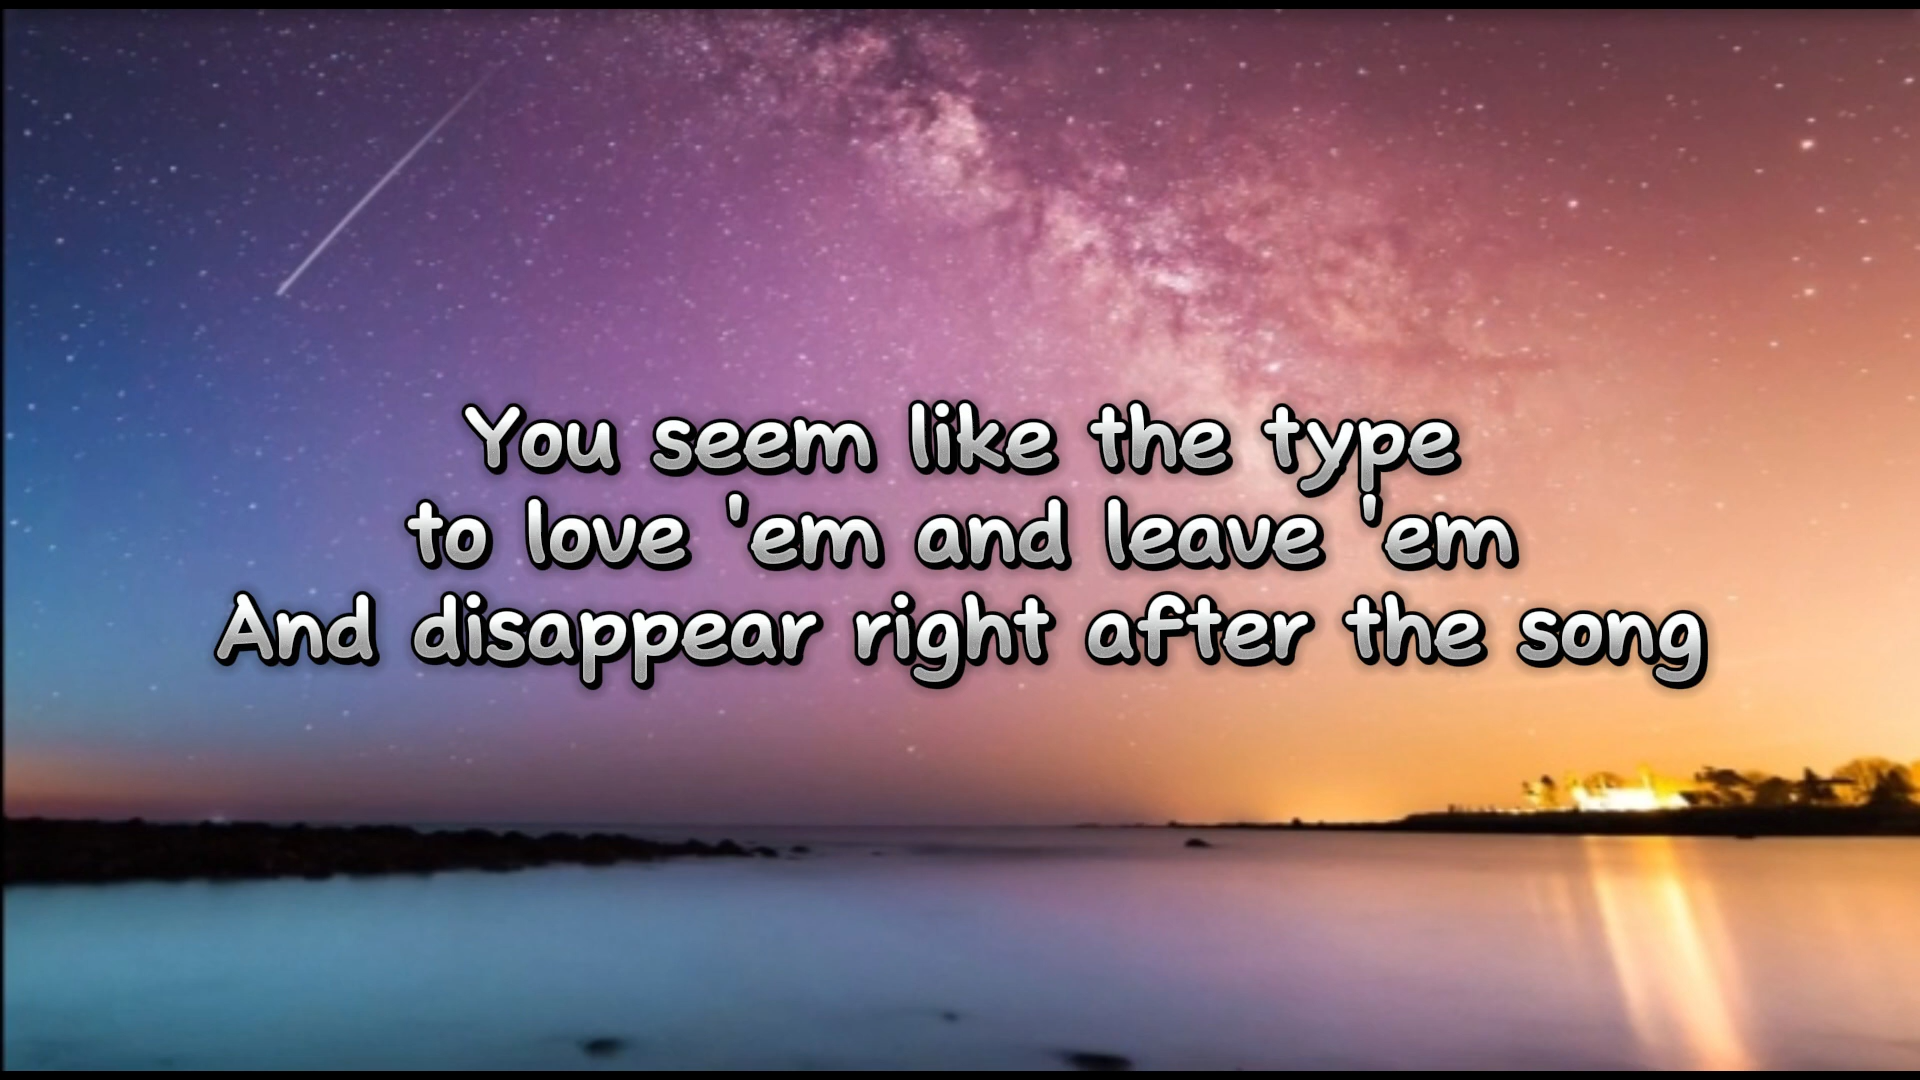 You seem like the type
to love 'em and leave 'em
And disappear right after the song